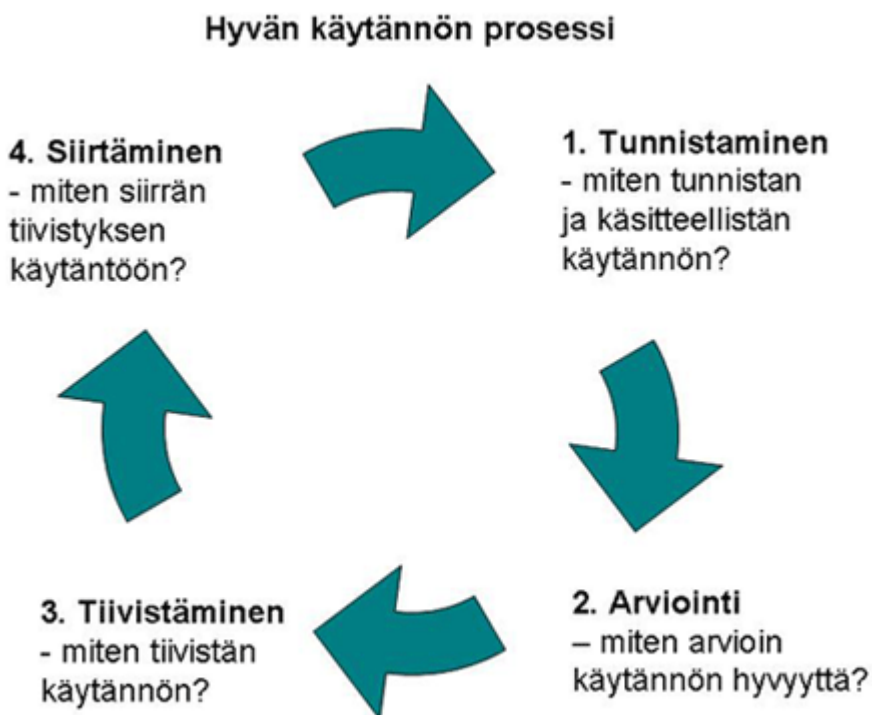 Hyvän käytännön prosessi
4. Siirtäminen
- miten siirrän
tiivistyksen
käytäntöön?
1. Tunnistaminen
- miten tunnistan
ja käsitteellistän
käytännön?
3. Tiivistäminen
- miten tiivistän
käytännön?
2. Arviointi
– miten arvioin
käytännön hyvyyttä?